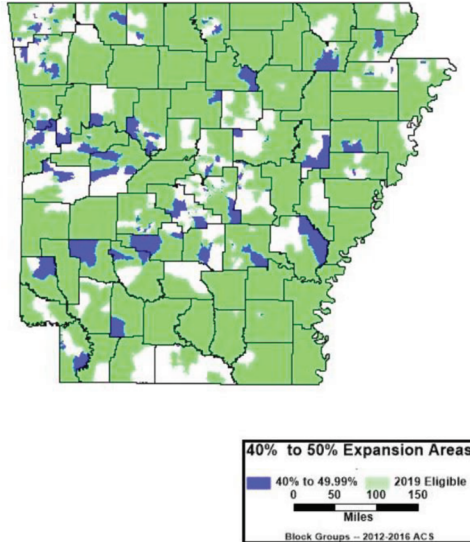 40% to 50% Expansion Areas
40% to 49.99% 2019 Eligible
0 50 100 150
Miles
Block Groups -- 2012-2016 ACS